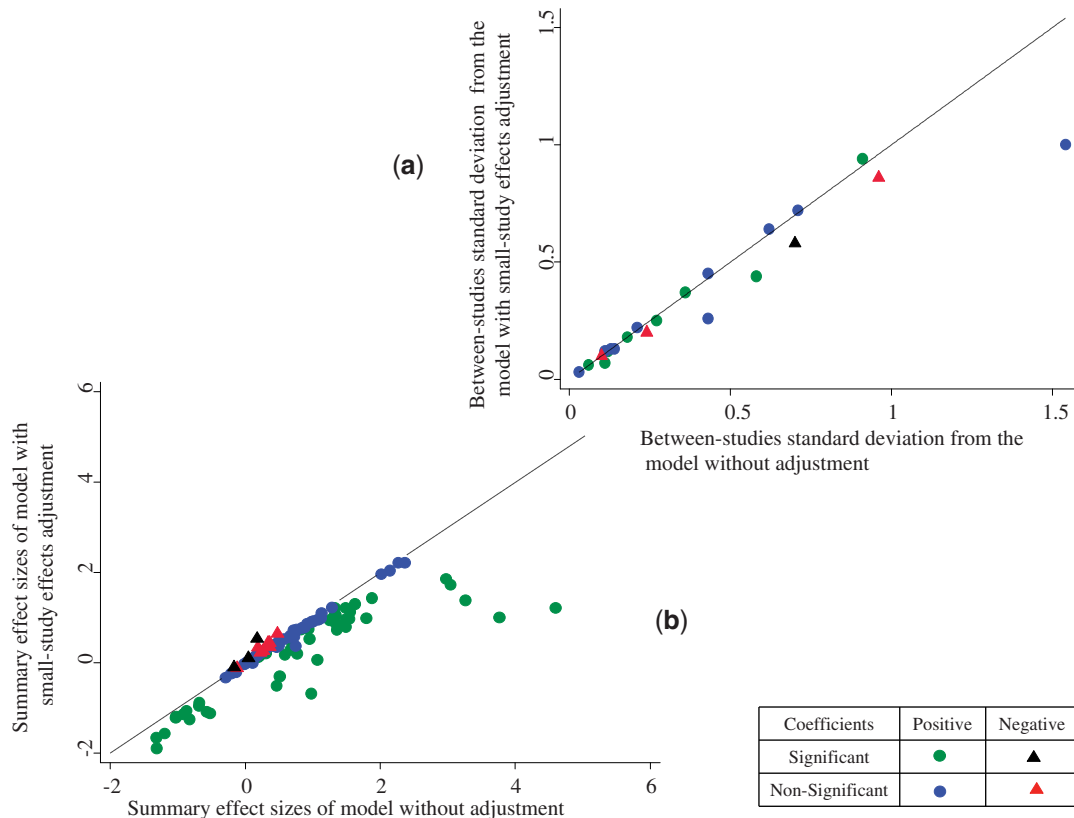 (a)
Between-studies standard deviation from the
model with small-study effects adjustment
1.5
1
0.5
0
0
0.5
1
1.5
Between-studies standard deviation from the
model without adjustment
(b)
Summary effect sizes of model with
small-study effects adjustment
6
4
2
0
-2
-2
0
2
4
6
Summary effect sizes of model without adjustment
Coefficients Positive Negative
Significant
Non-Significant